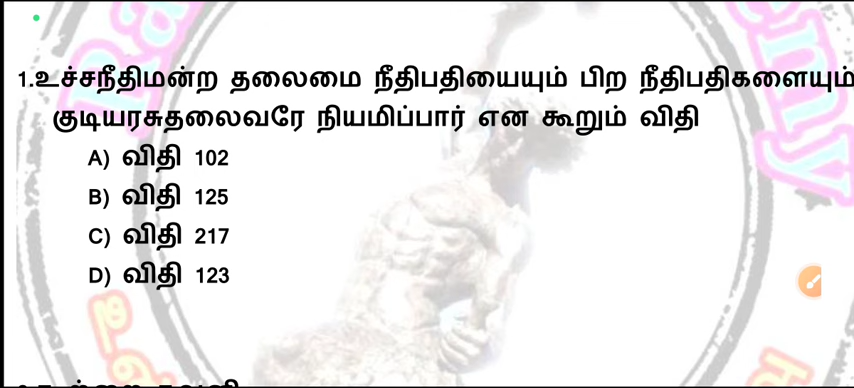 1.உச்சநீதிமன்ற தலைமை நீதிபதியையும் பிற நீதிபதிகளையும்
குடியரசுதலைவரே நியமிப்பார் என கூறும் விதி
A) விதி 102
B) விதி 125
C) விதி 217
D) விதி 123